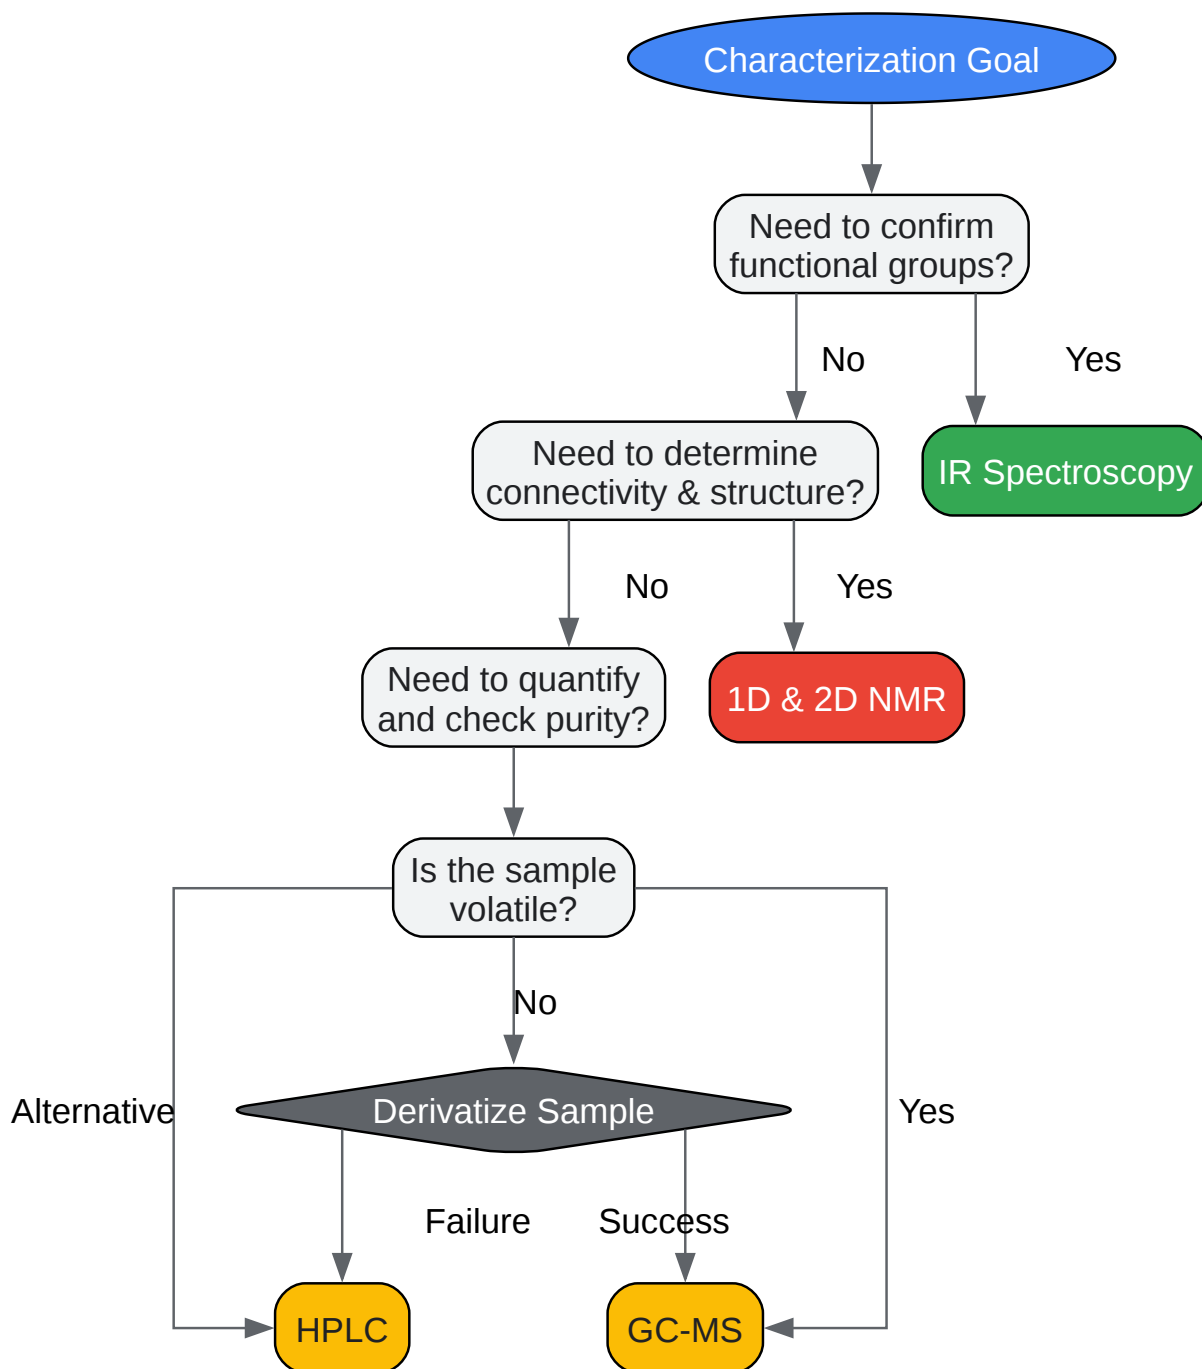 Characterization Goal
Need to confirm
functional groups?
No
Yes
Need to determine
connectivity & structure?
IR Spectroscopy
No
Yes
Need to quantify
and check purity?
1D & 2D NMR
Is the sample
volatile?
No
Alternative
Derivatize Sample
Yes
Failure
Success
HPLC
GC-MS